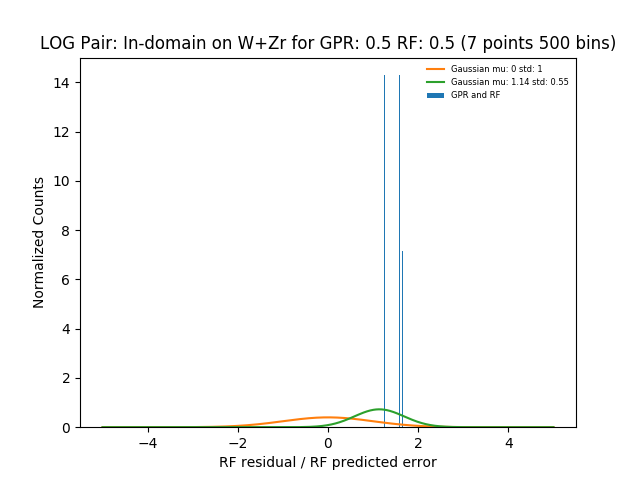 LOG Pair: In-domain on W+Zr for GPR: 0.5 RF: 0.5 (7 points 500 bins)
Gaussian mu: 0 std: 1
Gaussian mu: 1.14 std: 0.55
GPR and RF
Normalized Counts
14
12
10
8
6
4
2
0
−4 −2 0 2 4
RF residual / RF predicted error